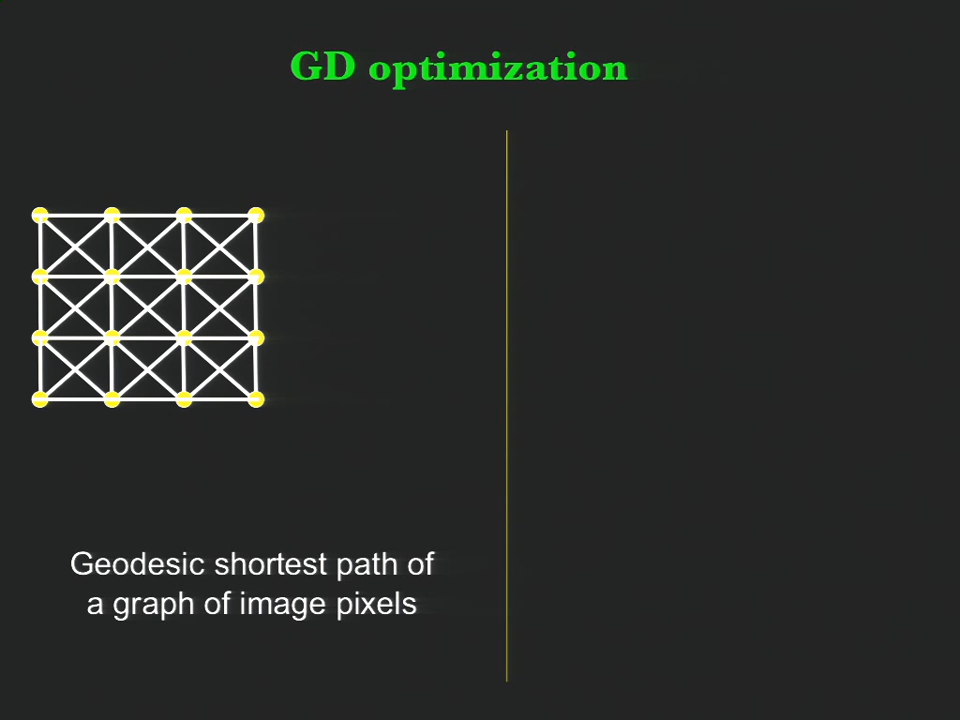 GD optimization
Geodesic shortest path of
a graph of image pixels